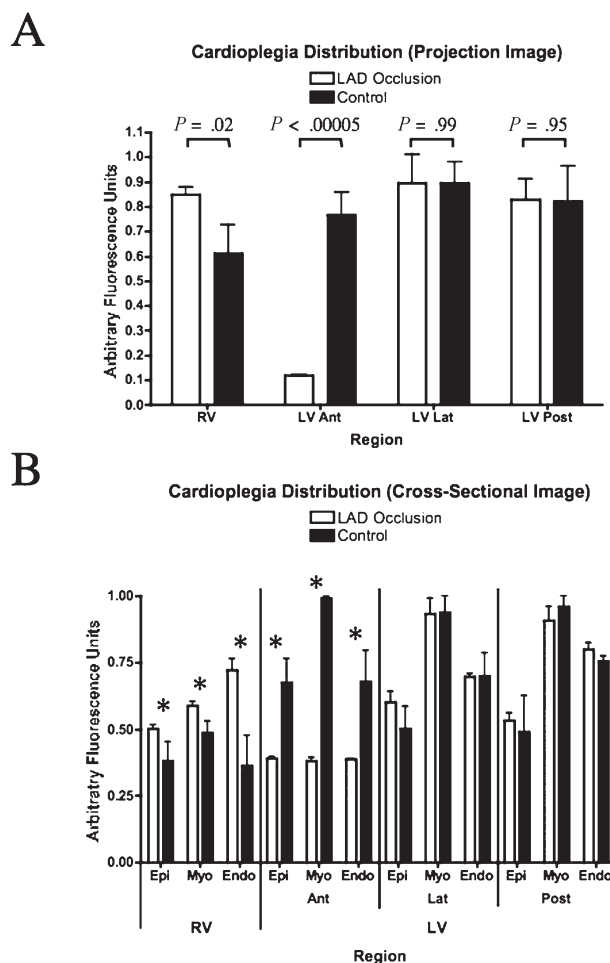 A
Cardioplegia Distribution (Projection Image)
LAD Occlusion
Control
P = .02 P < .00005 P = .99 P = .95
Arbitrary Fluorescence Units
1.1
1.0
0.9
0.8
0.7
0.6
0.5
0.4
0.3
0.2
0.1
0.0
RV LV Ant LV Lat LV Post
Region
B
Cardioplegia Distribution (Cross-Sectional Image)
LAD Occlusion
Control
Arbitratry Fluorescence Units
1.00
0.75
0.50
0.25
0.00
* * * * * *
Epi Myo Endo Epi Myo Endo Epi Myo Endo Epi Myo Endo
Ant Lat Post
RV LV
Region